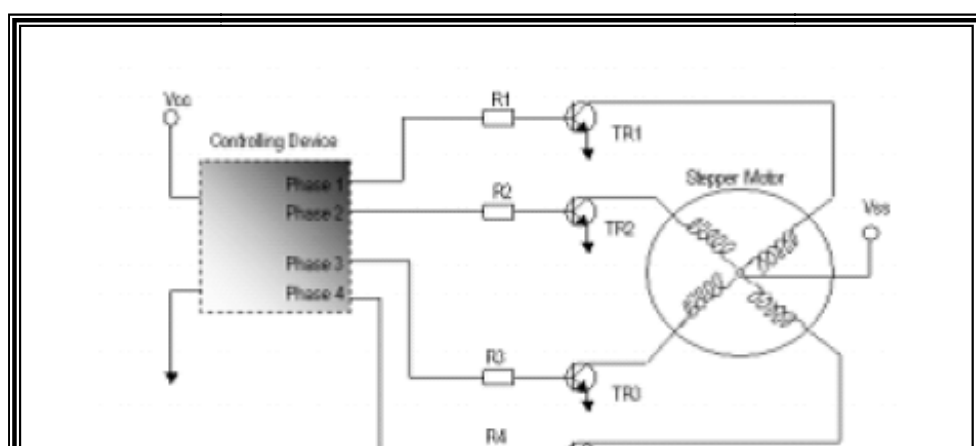 Vcc
R1
TR1
Controlling Device
Phase 1
Phase 2
Phase 3
Phase 4
R2
TR2
Stepper Motor
Vss
R3
TR3
R4